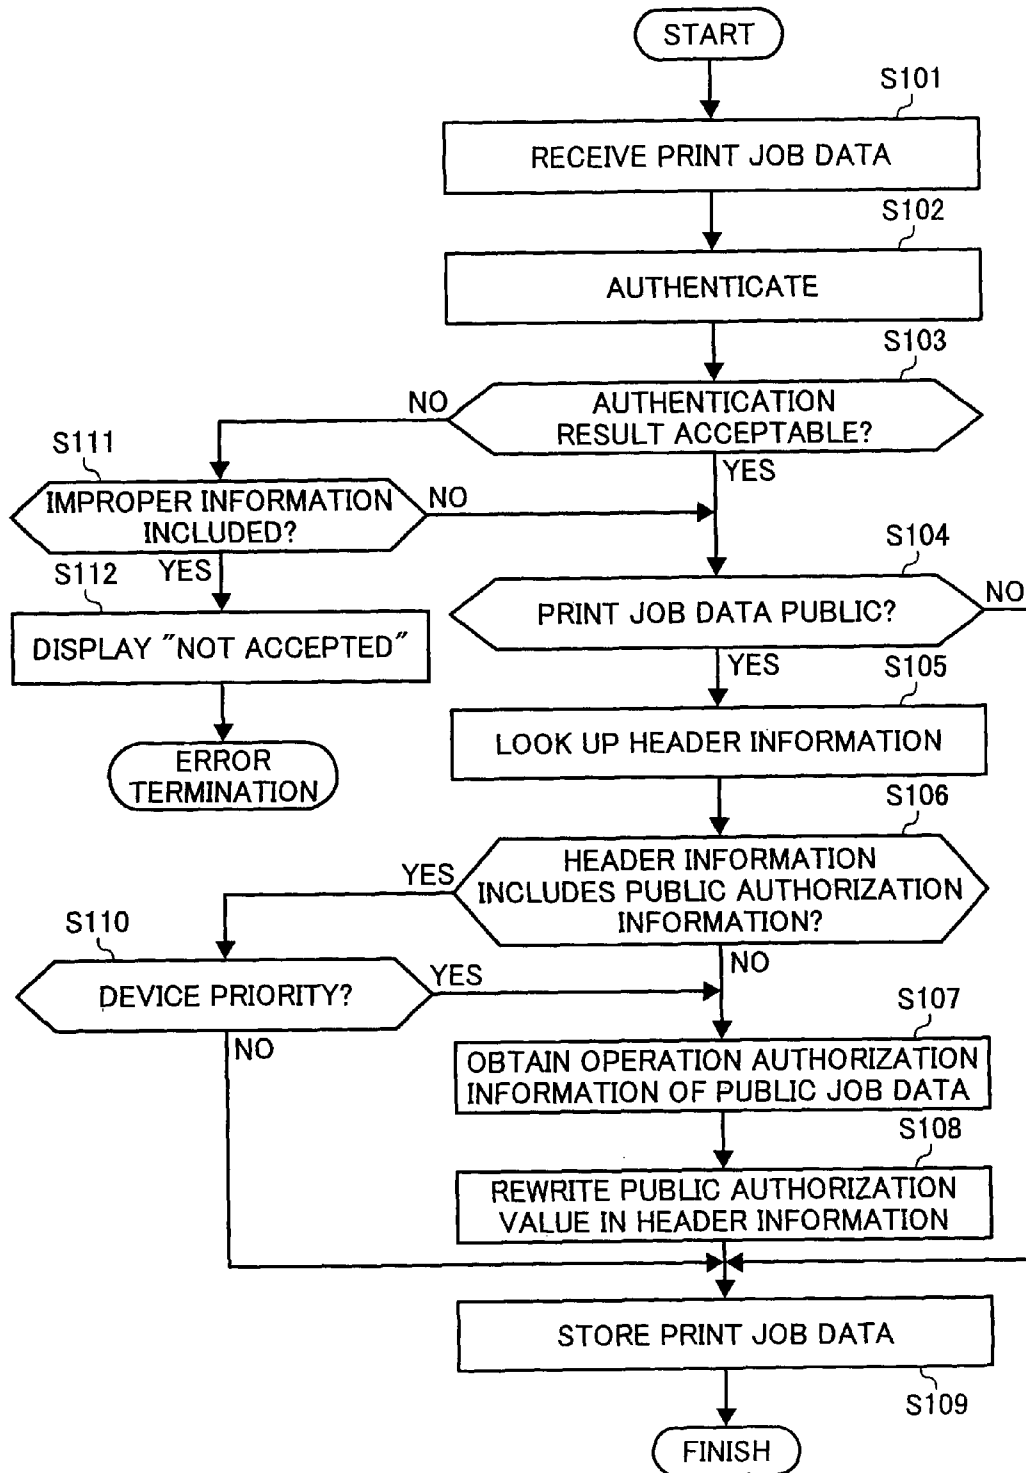 START
S101
RECEIVE PRINT JOB DATA
S102
AUTHENTICATE
S103
AUTHENTICATION
RESULT ACCEPTABLE?
NO
YES
S111
IMPROPER INFORMATION
INCLUDED?
NO
YES
S112
DISPLAY "NOT ACCEPTED"
ERROR
TERMINATION
S104
PRINT JOB DATA PUBLIC?
NO
YES
S105
LOOK UP HEADER INFORMATION
S106
HEADER INFORMATION
INCLUDES PUBLIC AUTHORIZATION
INFORMATION?
YES
NO
S110
DEVICE PRIORITY?
YES
NO
S107
OBTAIN OPERATION AUTHORIZATION
INFORMATION OF PUBLIC JOB DATA
S108
REWRITE PUBLIC AUTHORIZATION
VALUE IN HEADER INFORMATION
STORE PRINT JOB DATA
S109
FINISH